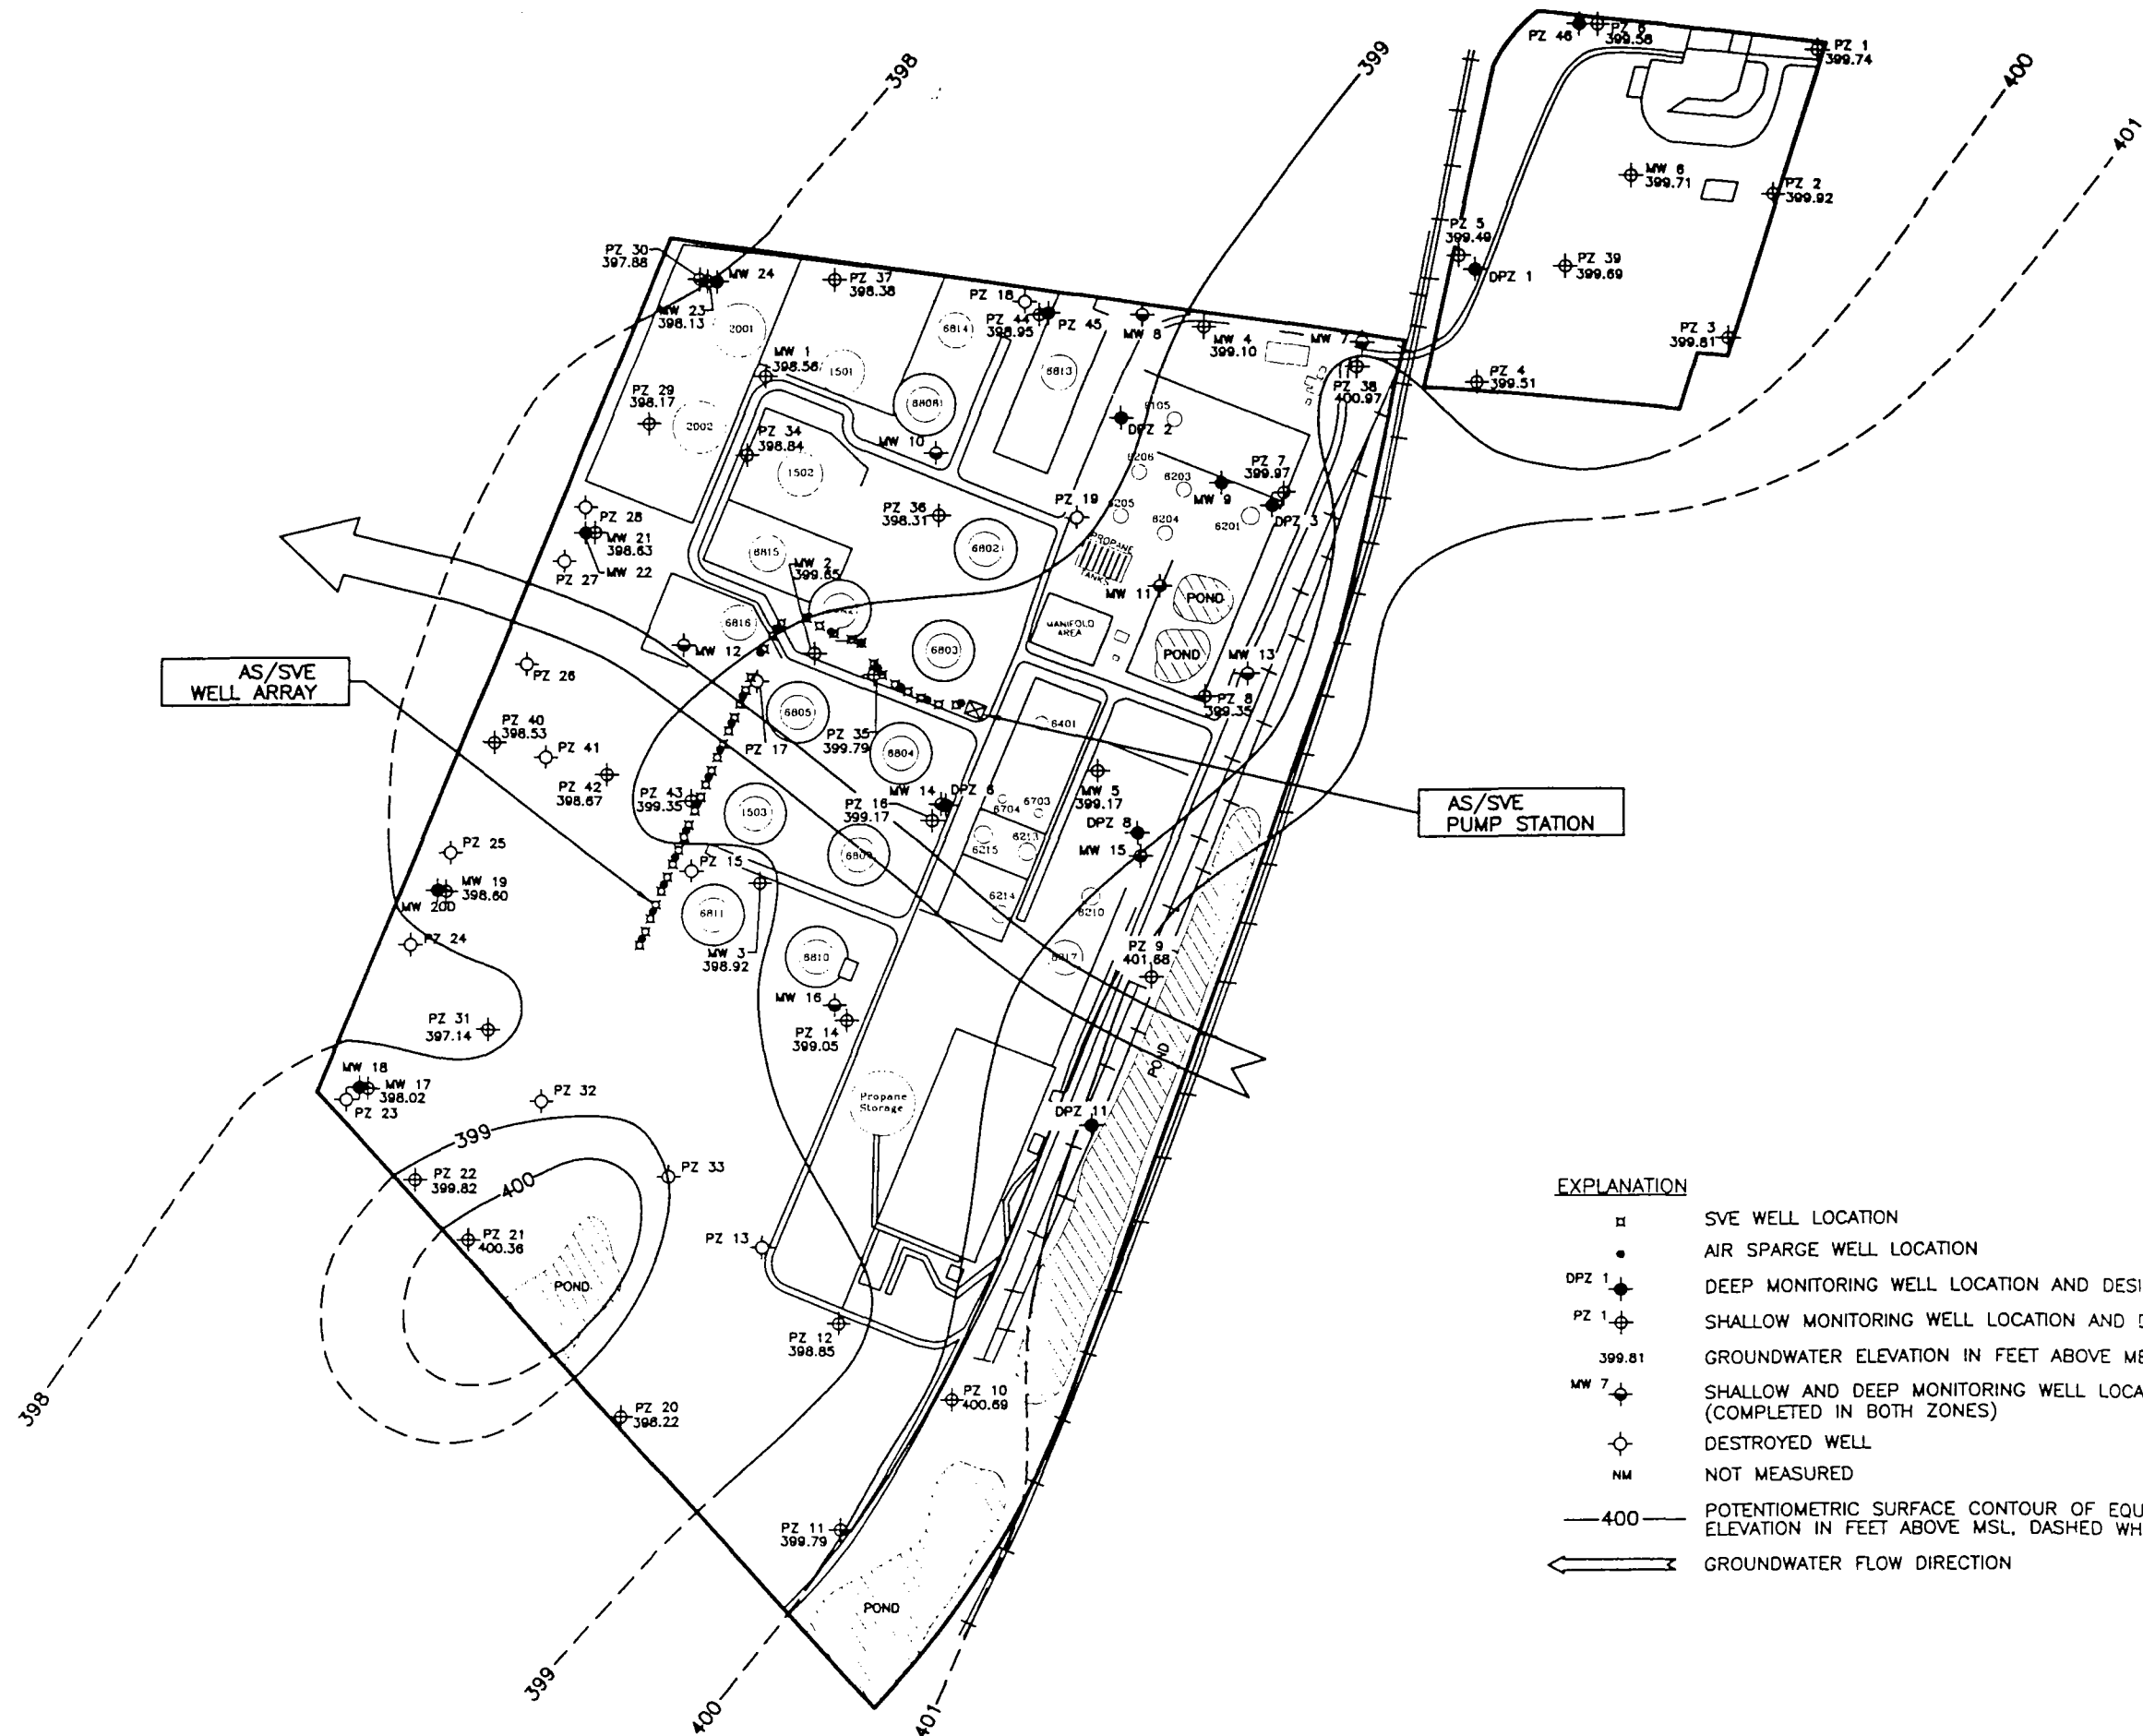 398
399
400
401
PZ 46
PZ 6
399.58
PZ 1
399.74
MW 6
399.71
PZ 2
399.92
PZ 5
399.49
DPZ 1
PZ 39
399.69
PZ 3
399.81
PZ 4
399.51
PZ 30
397.88
MW 24
MW 23
398.13
PZ 37
398.38
PZ 18
PZ 44
398.95
PZ 45
MW 8
MW 4
399.10
MW 7
PZ 38
400.97
2001
MW 1
398.56
1501
6814
6813
6808
PZ 29
398.17
2002
PZ 34
398.84
1502
MW 10
6105
DPZ 2
6206
6203
MW 9
PZ 7
399.97
DPZ 3
6205
6204
6201
PZ 19
PZ 36
398.31
6802
PZ 28
MW 21
398.63
MW 22
PZ 27
6815
MW 2
399.65
PROPANE
TANKS
MW 11
POND
MANIFOLD
AREA
POND
6816
MW 12
6803
MW 13
PZ 8
399.35
AS/SVE
WELL ARRAY
PZ 26
6805
PZ 17
PZ 35
399.79
6804
6401
PZ 40
398.53
PZ 41
PZ 42
398.67
PZ 43
399.35
1503
MW 14
DPZ 6
PZ 16
399.17
6704
6703
MW 5
399.17
DPZ 8
MW 15
6215
6213
AS/SVE
PUMP STATION
PZ 25
MW 19
398.60
MW 20D
PZ 15
6809
6811
6214
6210
PZ 24
MW 3
398.92
6810
6817
PZ 9
401.68
PZ 31
397.14
MW 16
PZ 14
399.05
POND
MW 18
MW 17
398.02
PZ 23
PZ 32
Propane
Storage
DPZ 11
399
PZ 33
PZ 22
399.82
400
PZ 21
400.36
POND
PZ 13
PZ 12
398.85
PZ 10
400.69
PZ 20
398.22
PZ 11
399.79
POND
398
399
400
401
EXPLANATION
SVE WELL LOCATION
AIR SPARGE WELL LOCATION
DPZ 1 DEEP MONITORING WELL LOCATION AND DESI
PZ 1 SHALLOW MONITORING WELL LOCATION AND D
399.81 GROUNDWATER ELEVATION IN FEET ABOVE ME
MW 7 SHALLOW AND DEEP MONITORING WELL LOCA
(COMPLETED IN BOTH ZONES)
DESTROYED WELL
NM NOT MEASURED
400 POTENTIOMETRIC SURFACE CONTOUR OF EQU
ELEVATION IN FEET ABOVE MSL, DASHED WH
GROUNDWATER FLOW DIRECTION